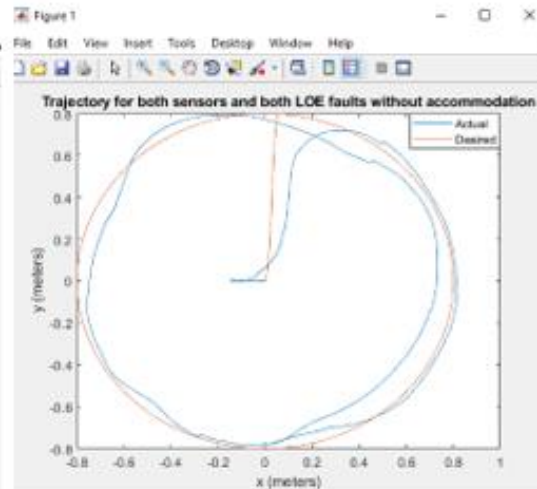 Figure 1
File Edit View Insert Tools Desktop Window Help
Trajectory for both sensors and both LOE faults without accommodation
Actual
Desired
0.8
0.6
0.4
0.2
0
-0.2
-0.4
-0.6
-0.8
y (meters)
-0.8 -0.6 -0.4 -0.2 0 0.2 0.4 0.6 0.8 1
x (meters)